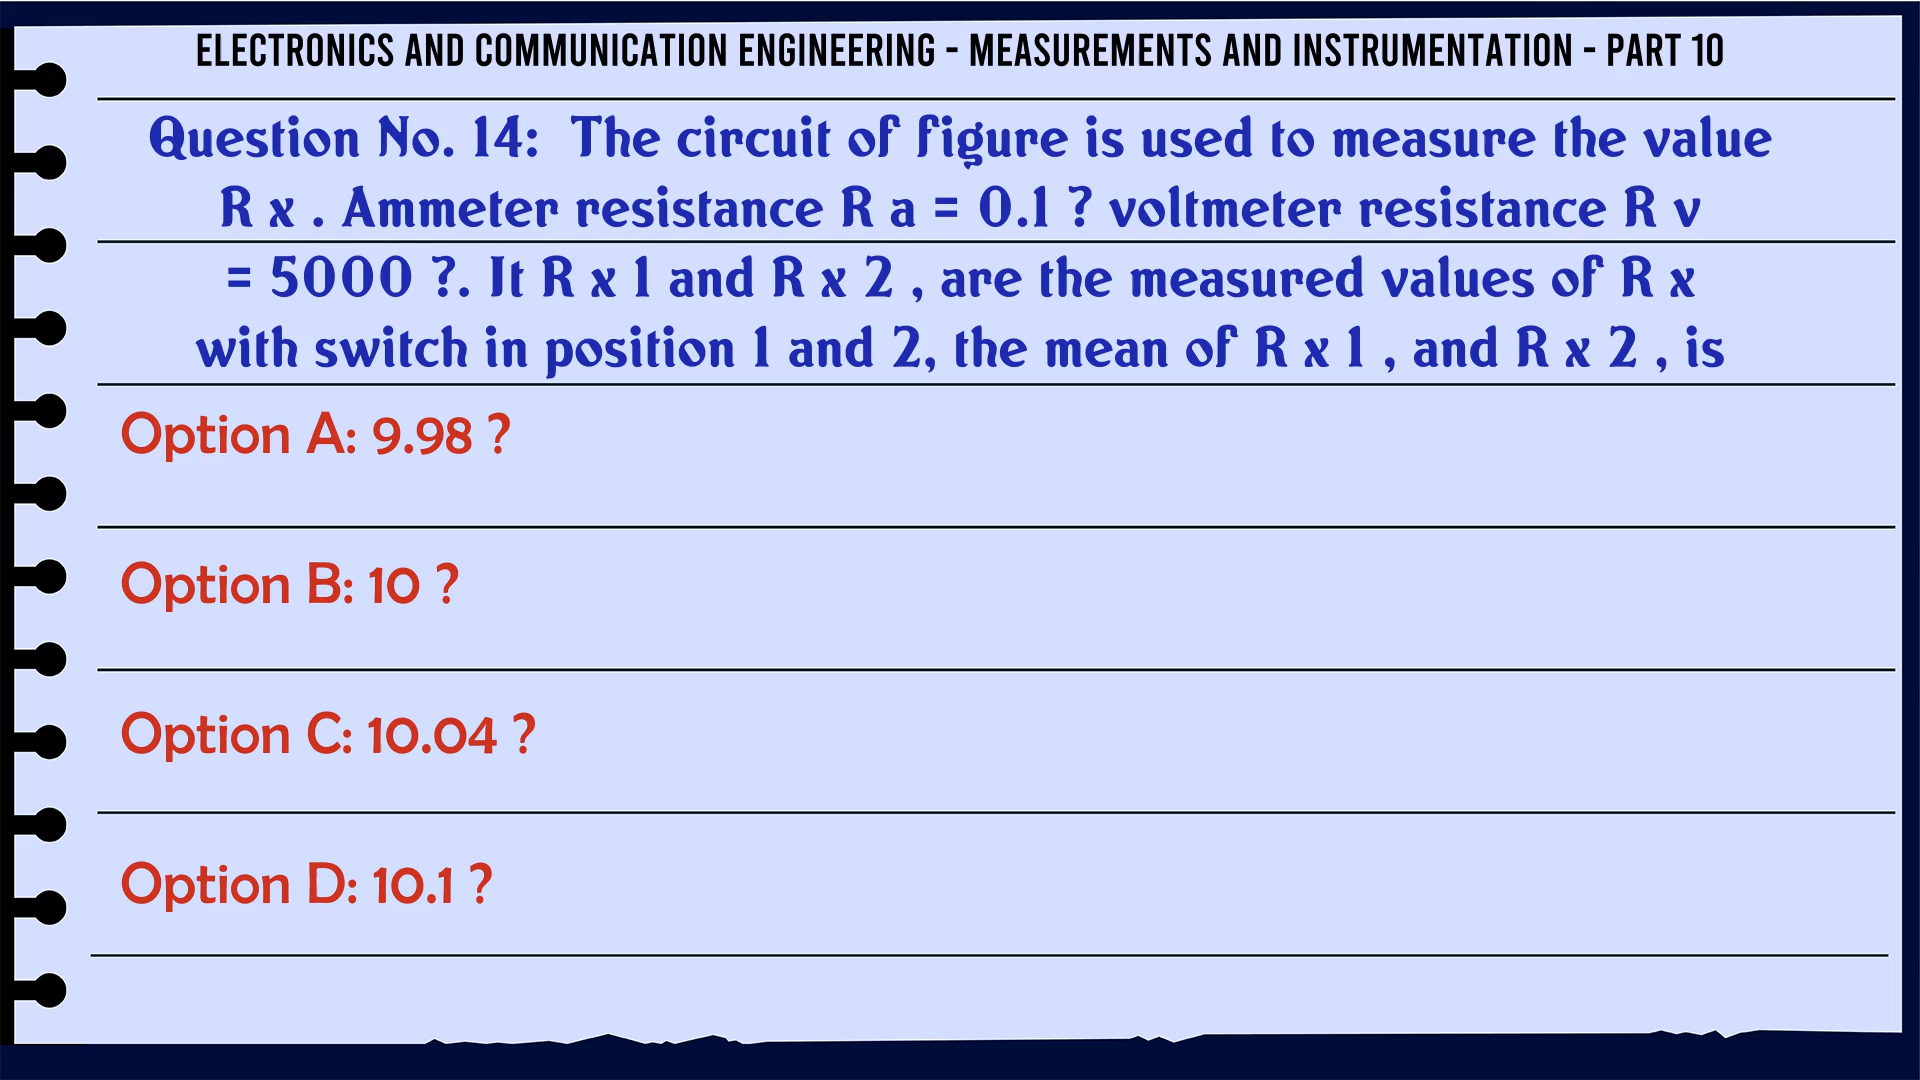 ELECTRONICS AND COMMUNICATION ENGINEERING - MEASUREMENTS AND INSTRUMENTATION - PART 10
Question No. 14: The circuit of figure is used to measure the value
R x . Ammeter resistance R a = 0.1 ? voltmeter resistance R v
= 5000 ?. It R x 1 and R x 2 , are the measured values of R x
with switch in position 1 and 2, the mean of R x 1 , and R x 2 , is
Option A: 9.98 ?
Option B: 10 ?
Option C: 10.04 ?
Option D: 10.1 ?